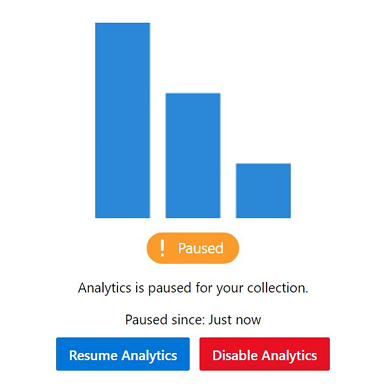 ! Paused
Analytics is paused for your collection.
Paused since: Just now
Resume Analytics
Disable Analytics